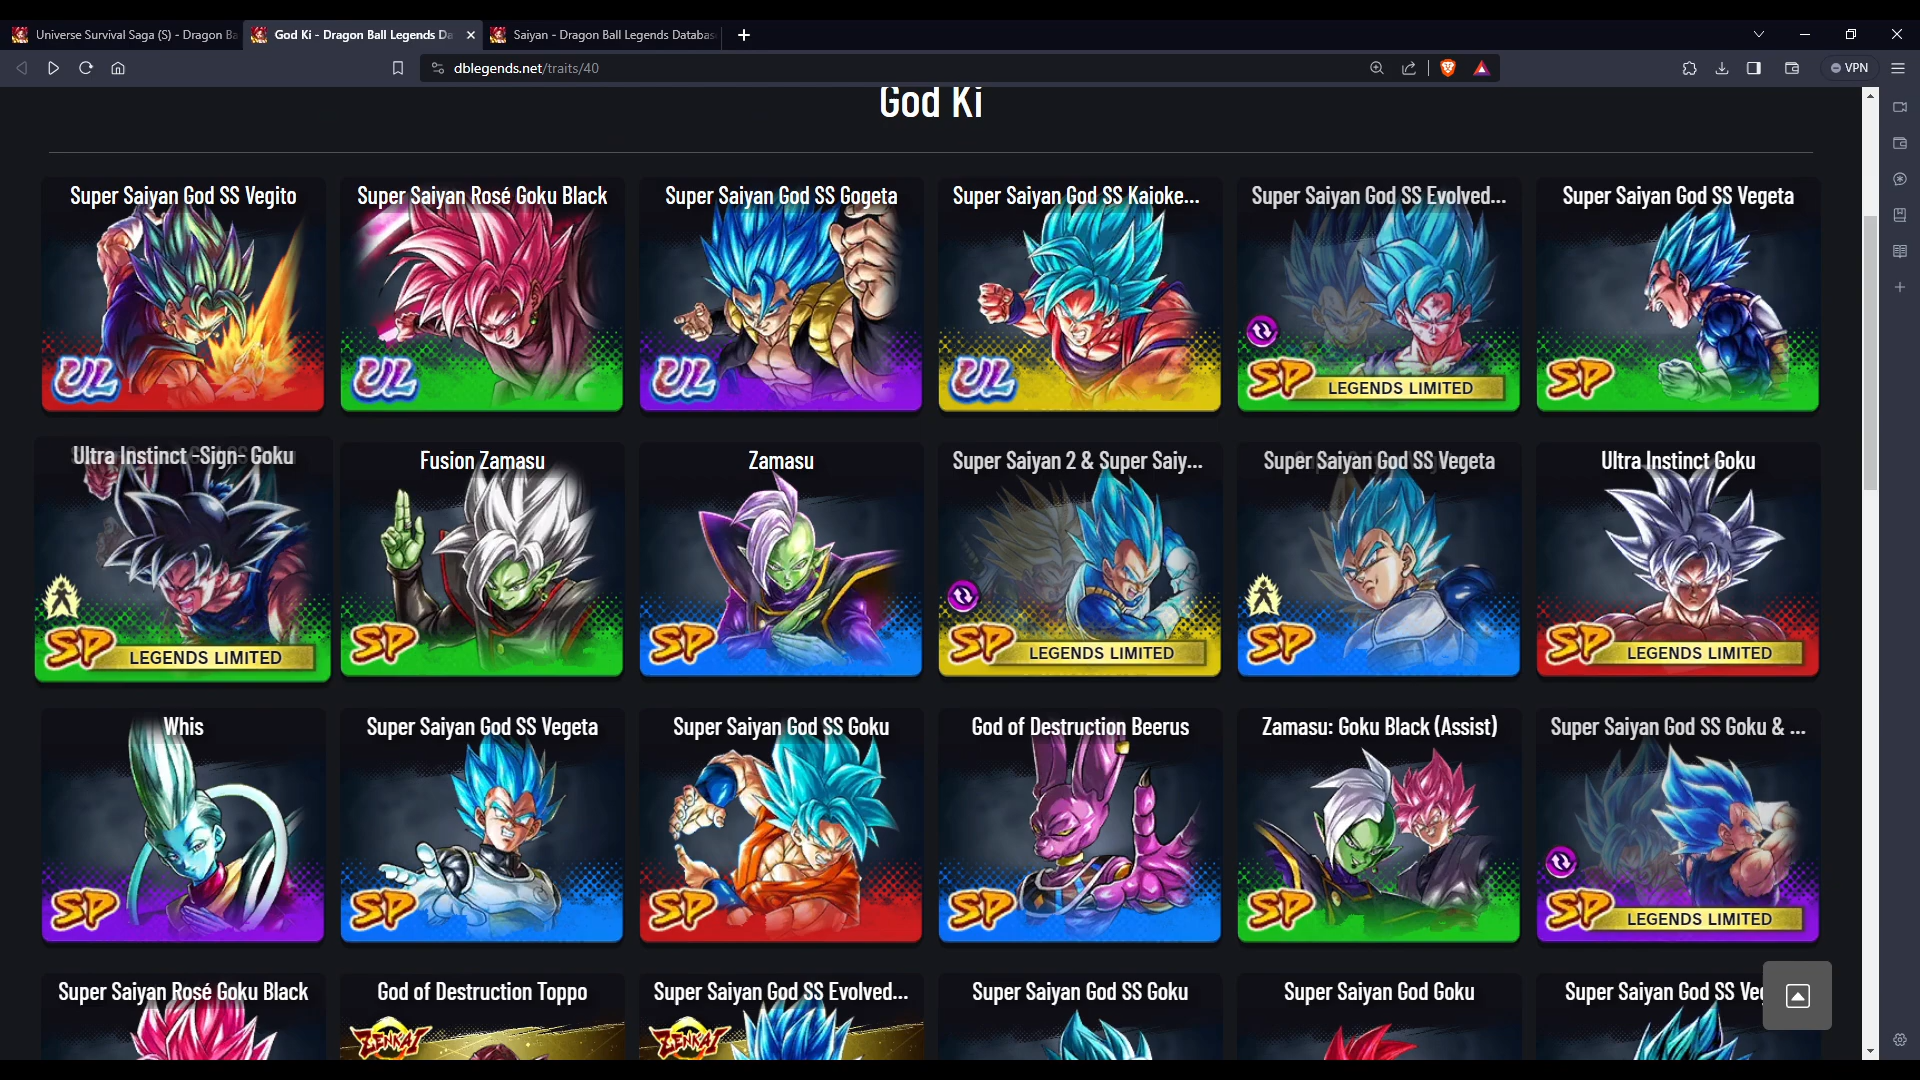 Universe Survival Saga (S) - Dragon Ba
God Ki - Dragon Ball Legends Da
Saiyan - Dragon Ball Legends Databas
dblegends.net/traits/40
VPN
God Ki
Super Saiyan God SS Vegito
Super Saiyan Rosé Goku Black
Super Saiyan God SS Gogeta
Super Saiyan God SS Kaioke...
Super Saiyan God SS Evolved...
Super Saiyan God SS Vegeta
UL
UL
UL
UL
SP LEGENDS LIMITED
SP
Ultra Instinct -Sign- Goku
Fusion Zamasu
Zamasu
Super Saiyan 2 & Super Saiy...
Super Saiyan God SS Vegeta
Ultra Instinct Goku
SP LEGENDS LIMITED
SP
SP
SP LEGENDS LIMITED
SP
SP LEGENDS LIMITED
Whis
Super Saiyan God SS Vegeta
Super Saiyan God SS Goku
God of Destruction Beerus
Zamasu: Goku Black (Assist)
Super Saiyan God SS Goku & ...
SP
SP
SP
SP
SP
SP LEGENDS LIMITED
Super Saiyan Rosé Goku Black
God of Destruction Toppo
Super Saiyan God SS Evolved...
Super Saiyan God SS Goku
Super Saiyan God Goku
Super Saiyan God SS Ve
ZENKAI
ZENKAI